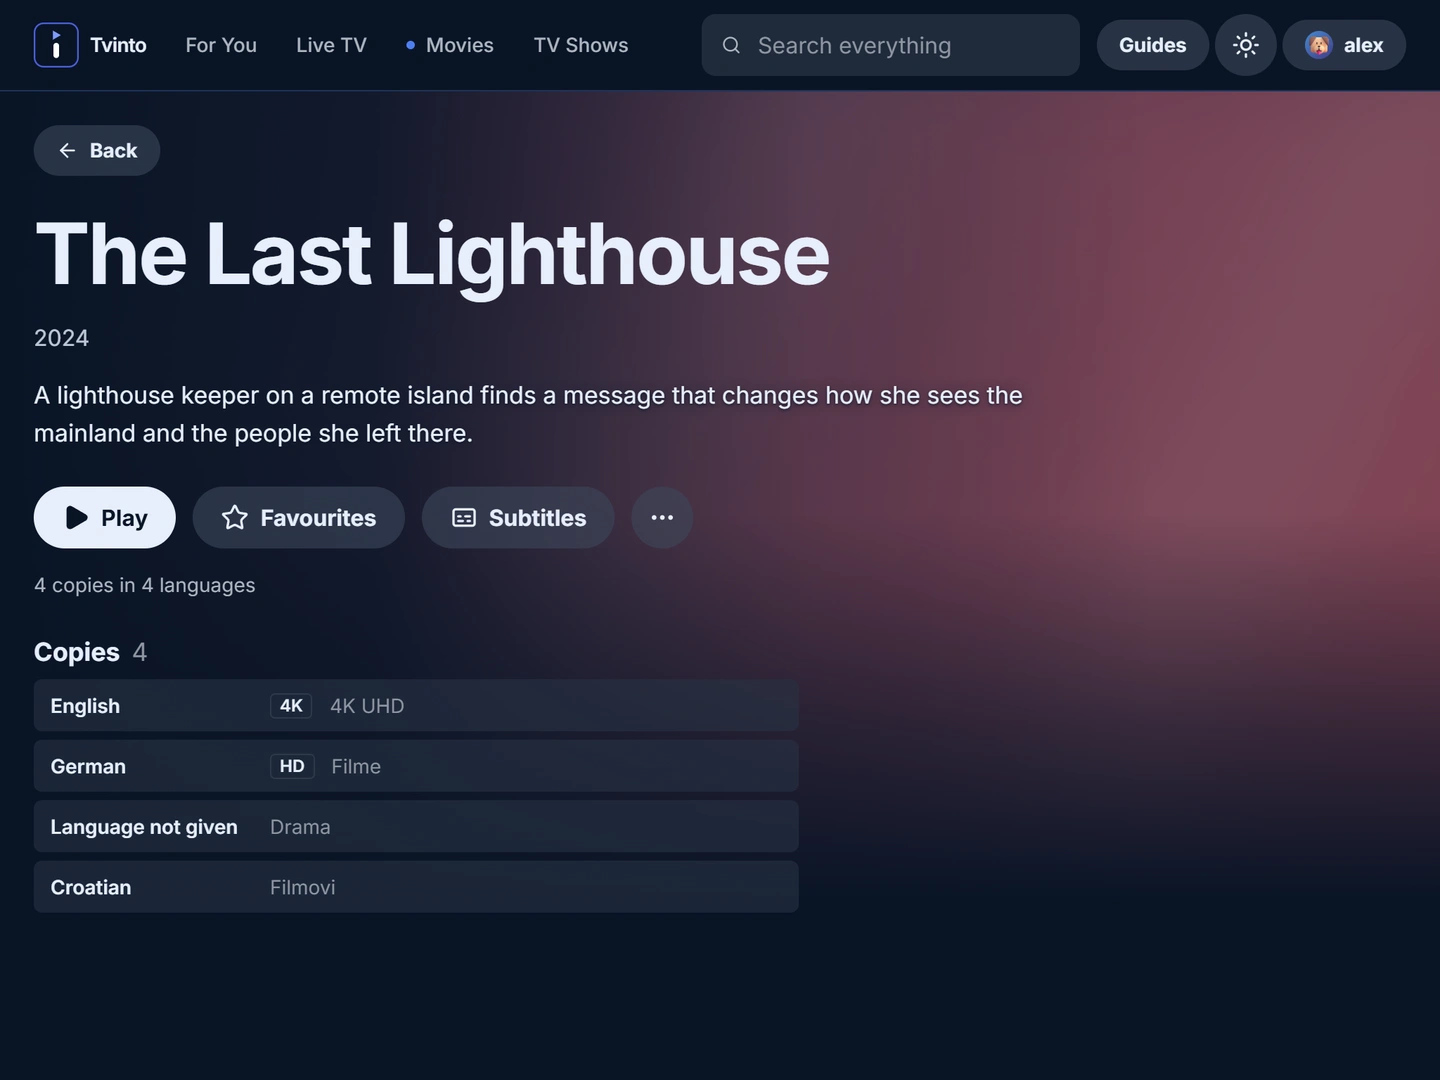 Tvinto
For You
Live TV
Movies
TV Shows
Search everything
Guides
alex
Back
The Last Lighthouse
2024
A lighthouse keeper on a remote island finds a message that changes how she sees the
mainland and the people she left there.
Play
Favourites
Subtitles
4 copies in 4 languages
Copies 4
English 4K 4K UHD
German HD Filme
Language not given Drama
Croatian Filmovi